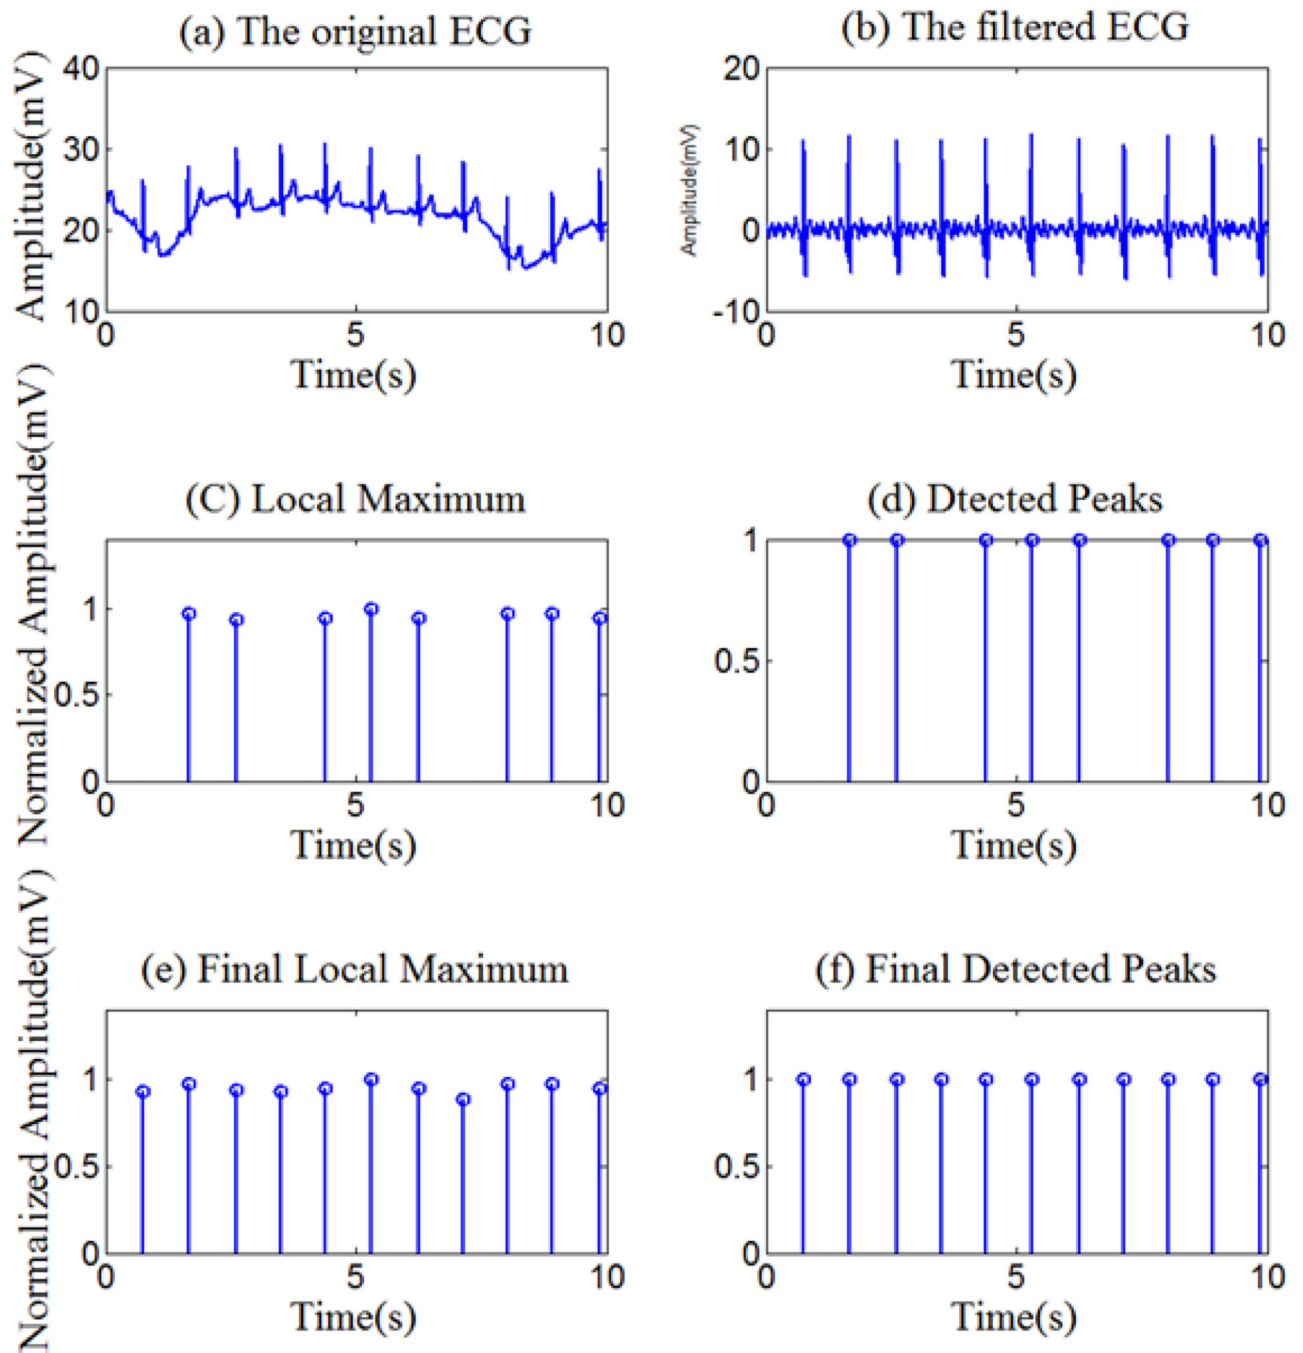 (a) The original ECG
Amplitude(mV)
40
30
20
10
0
5
10
Time(s)
(b) The filtered ECG
Amplitude(mV)
20
10
0
-10
0
5
10
Time(s)
(C) Local Maximum
Normalized Amplitude(mV)
1
0.5
0
0
5
10
Time(s)
(d) Dtected Peaks
1
0.5
0
0
5
10
Time(s)
(e) Final Local Maximum
Normalized Amplitude(mV)
1
0.5
0
0
5
10
Time(s)
(f) Final Detected Peaks
1
0.5
0
0
5
10
Time(s)